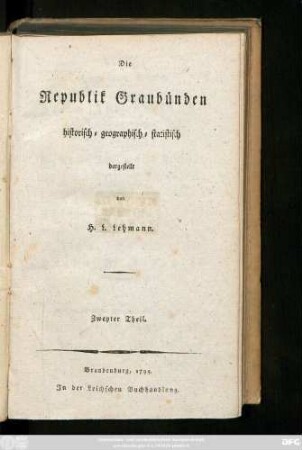 Die
Republik Graubünden
historisch-geographisch-statistisch
dargestellt
von
H. L. Lehmann.
Zweyter Theil.
Brandenburg, 1799.
In der Leichschen Buchhandlung.